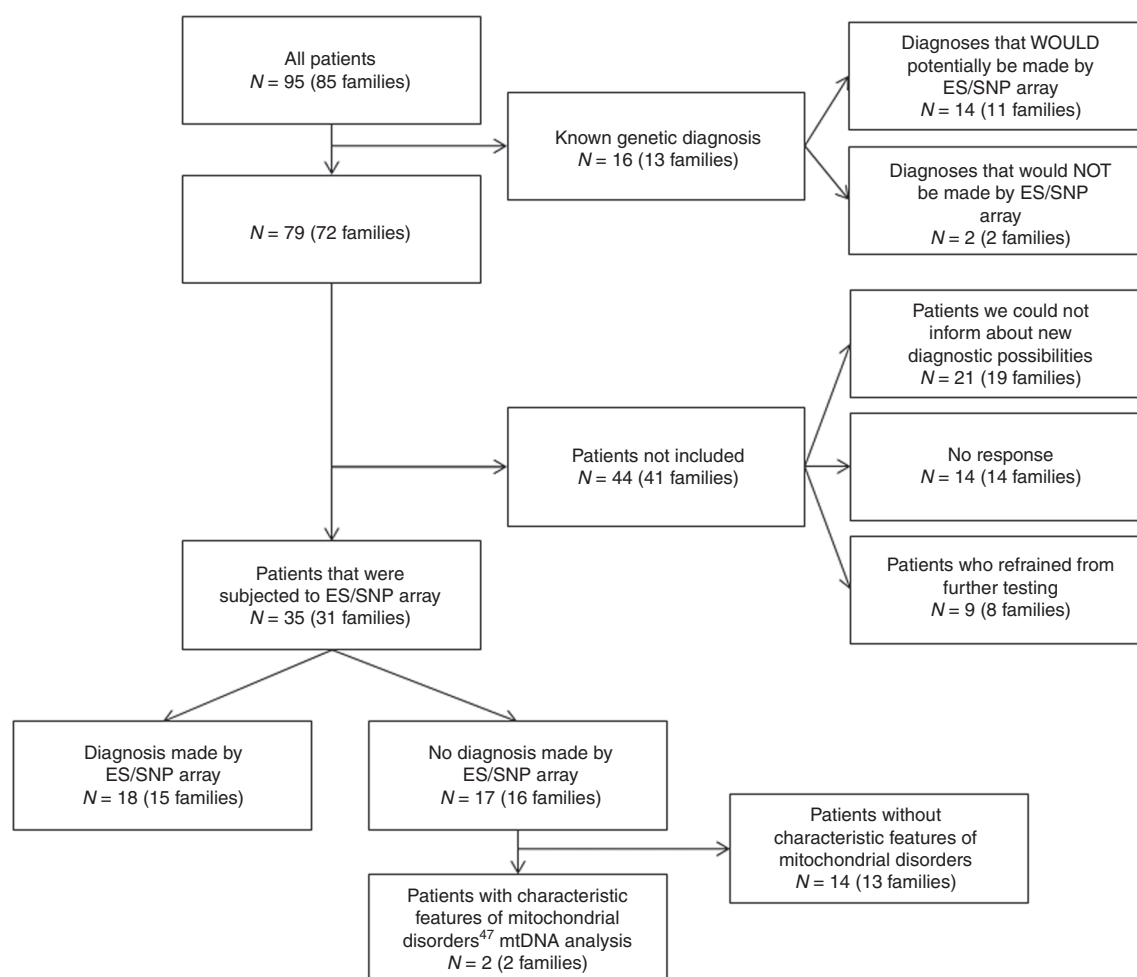 All patients
N = 95 (85 families)
Known genetic diagnosis
N = 16 (13 families)
Diagnoses that WOULD
potentially be made by
ES/SNP array
N = 14 (11 families)
Diagnoses that would NOT
be made by ES/SNP
array
N = 2 (2 families)
N = 79 (72 families)
Patients not included
N = 44 (41 families)
Patients we could not
inform about new
diagnostic possibilities
N = 21 (19 families)
No response
N = 14 (14 families)
Patients who refrained from
further testing
N = 9 (8 families)
Patients that were
subjected to ES/SNP array
N = 35 (31 families)
Diagnosis made by
ES/SNP array
N = 18 (15 families)
No diagnosis made by
ES/SNP array
N = 17 (16 families)
Patients without
characteristic features of
mitochondrial disorders
N = 14 (13 families)
Patients with characteristic
features of mitochondrial
disorders47 mtDNA analysis
N = 2 (2 families)